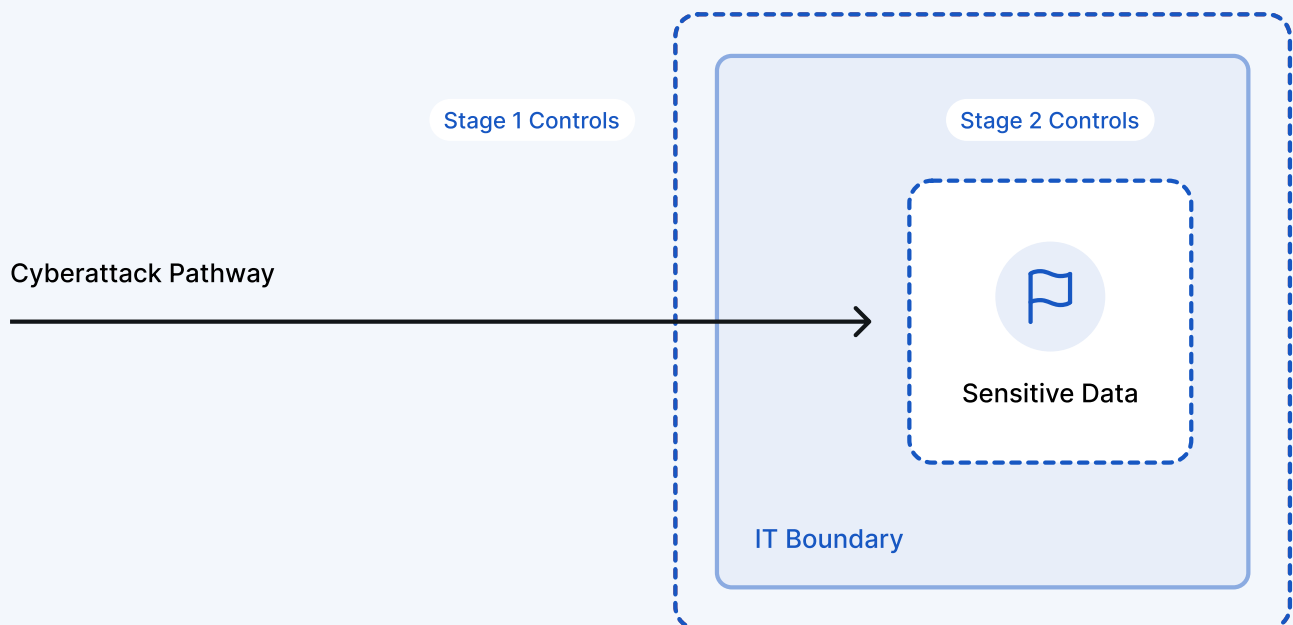 Stage 1 Controls
Stage 2 Controls
Cyberattack Pathway
Sensitive Data
IT Boundary